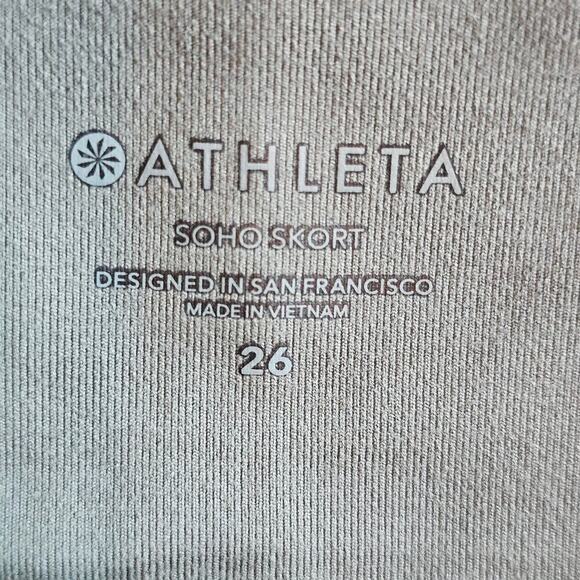 ATHLETA
SOHO SKORT
DESIGNED IN SAN FRANCISCO
MADE IN VIETNAM
26